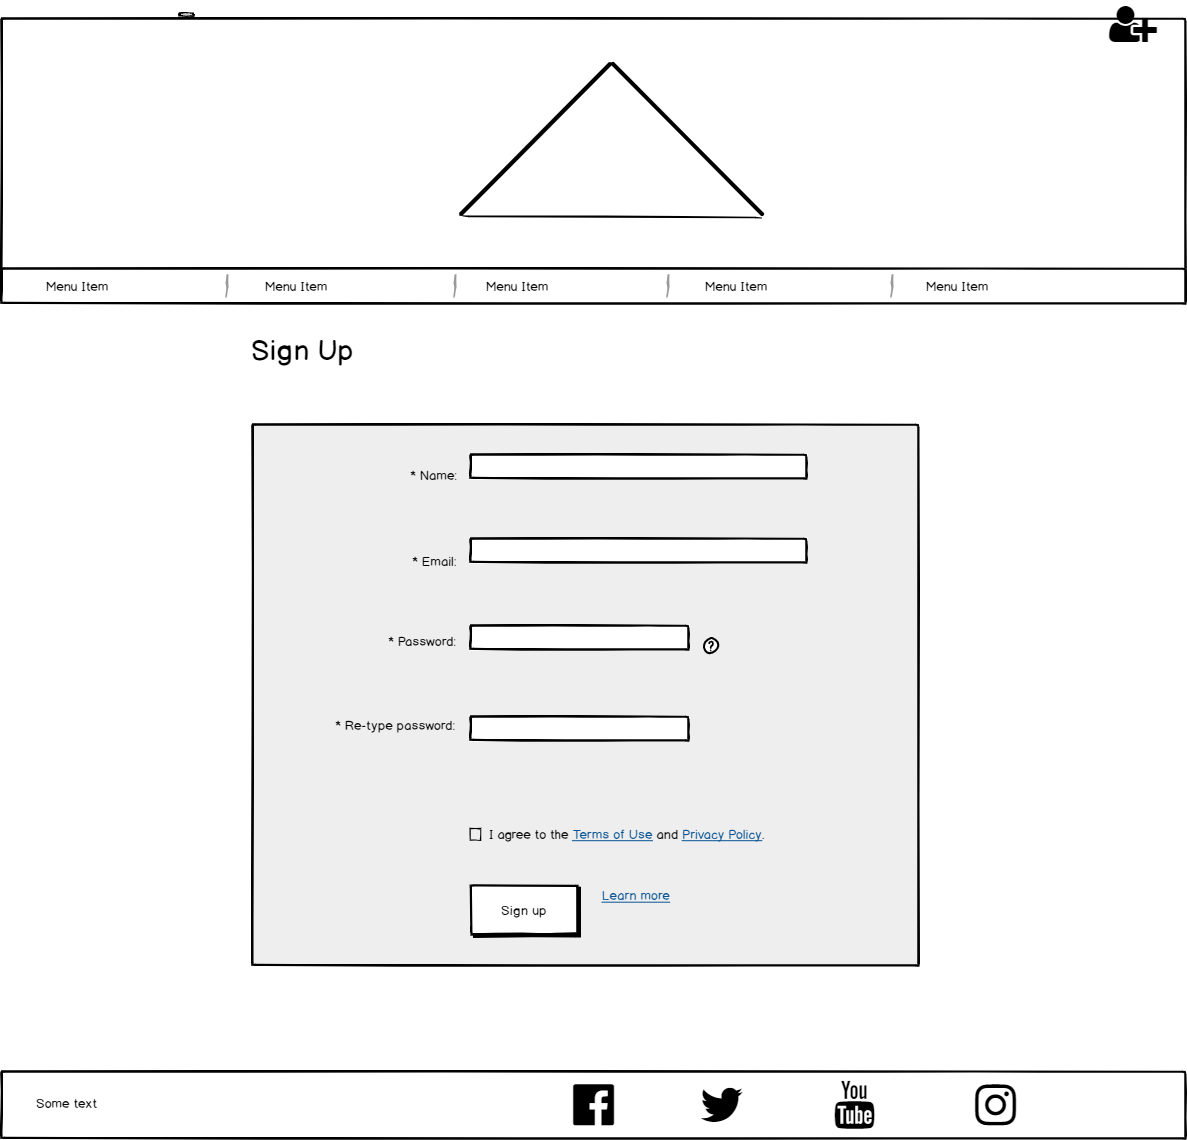 Menu Item Menu Item Menu Item Menu Item Menu Item
Sign Up
* Name:
* Email:
* Password: ?
* Re-type password:
I agree to the Terms of Use and Privacy Policy.
Sign up Learn more
Some text You Tube